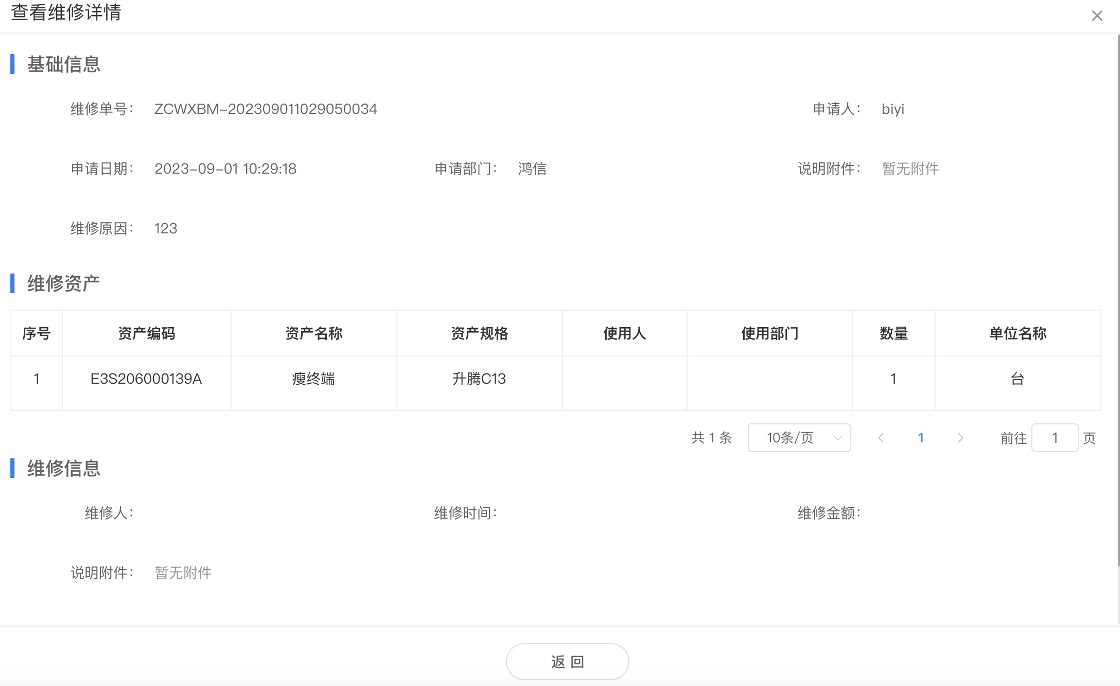 查看维修详情
基础信息
维修单号： ZCWXBM-202309011029050034 申请人： biyi
申请日期： 2023-09-01 10:29:18 申请部门： 鸿信 说明附件： 暂无附件
维修原因： 123
维修资产
序号 资产编码 资产名称 资产规格 使用人 使用部门 数量 单位名称
1 E3S206000139A 瘦终端 升腾C13 1 台
共 1 条 10条/页 1 前往 1 页
维修信息
维修人： 维修时间： 维修金额：
说明附件： 暂无附件
返 回